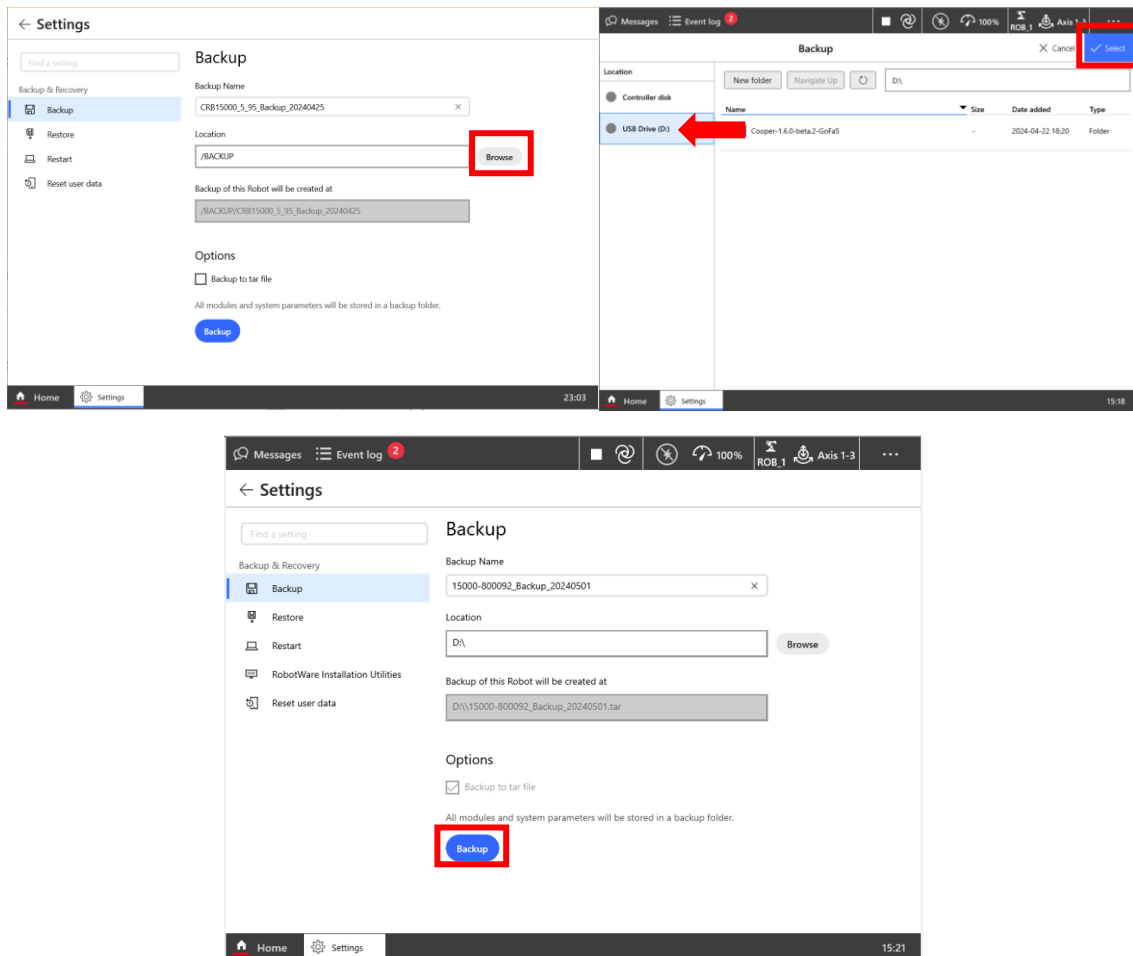 ← Settings
Find a setting
Backup & Recovery
Backup
Restore
Restart
Reset user data
Backup
Backup Name
CRB15000_5_95_Backup_20240425
Location
/BACKUP
Browse
Backup of this Robot will be created at
/BACKUP/CRB15000_5_95_Backup_20240425
Options
Backup to tar file
All modules and system parameters will be stored in a backup folder.
Backup
Home Settings 23:03
Messages Event log 2 100% ROB_1 Axis 1-3 ...
Backup Cancel Select
Location
Controller disk
USB Drive (D:)
New folder Navigate Up D:\
Name Size Date added Type
Cooper-1.6.0-beta.2-GoFa5 - 2024-04-22 18:20 Folder
Home Settings 15:18
Messages Event log 2 100% ROB_1 Axis 1-3 ...
← Settings
Find a setting
Backup & Recovery
Backup
Restore
Restart
RobotWare Installation Utilities
Reset user data
Backup
Backup Name
15000-800092_Backup_20240501
Location
D:\
Browse
Backup of this Robot will be created at
D:\\15000-800092_Backup_20240501.tar
Options
Backup to tar file
All modules and system parameters will be stored in a backup folder.
Backup
Home Settings 15:21